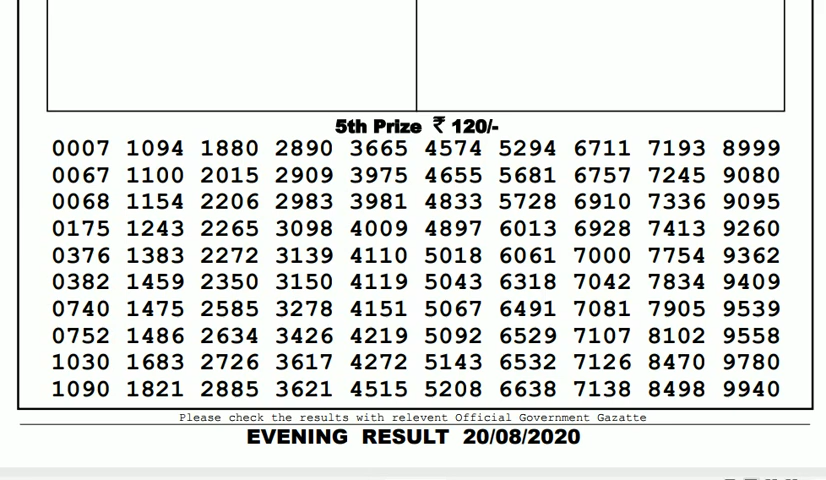 5th Prize ₹ 120/-
0007 1094 1880 2890 3665 4574 5294 6711 7193 8999
0067 1100 2015 2909 3975 4655 5681 6757 7245 9080
0068 1154 2206 2983 3981 4833 5728 6910 7336 9095
0175 1243 2265 3098 4009 4897 6013 6928 7413 9260
0376 1383 2272 3139 4110 5018 6061 7000 7754 9362
0382 1459 2350 3150 4119 5043 6318 7042 7834 9409
0740 1475 2585 3278 4151 5067 6491 7081 7905 9539
0752 1486 2634 3426 4219 5092 6529 7107 8102 9558
1030 1683 2726 3617 4272 5143 6532 7126 8470 9780
1090 1821 2885 3621 4515 5208 6638 7138 8498 9940
Please check the results with relevent Official Government Gazatte
EVENING RESULT 20/08/2020